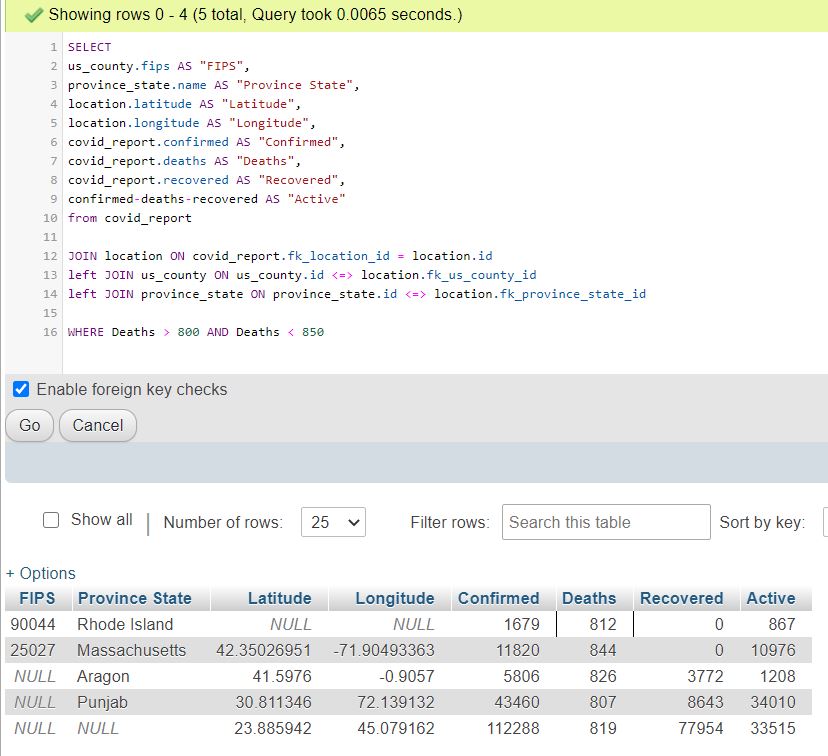 Showing rows 0 - 4 (5 total, Query took 0.0065 seconds.)
1 SELECT
2 us_county.fips AS "FIPS",
3 province_state.name AS "Province State",
4 location.latitude AS "Latitude",
5 location.longitude AS "Longitude",
6 covid_report.confirmed AS "Confirmed",
7 covid_report.deaths AS "Deaths",
8 covid_report.recovered AS "Recovered",
9 confirmed-deaths-recovered AS "Active"
10 from covid_report
11
12 JOIN location ON covid_report.fk_location_id = location.id
13 left JOIN us_county ON us_county.id <=> location.fk_us_county_id
14 left JOIN province_state ON province_state.id <=> location.fk_province_state_id
15
16 WHERE Deaths > 800 AND Deaths < 850
Enable foreign key checks
Go Cancel
Show all | Number of rows: 25 Filter rows: Search this table Sort by key:
+ Options
FIPS Province State Latitude Longitude Confirmed Deaths Recovered Active
90044 Rhode Island NULL NULL 1679 812 0 867
25027 Massachusetts 42.35026951 -71.90493363 11820 844 0 10976
NULL Aragon 41.5976 -0.9057 5806 826 3772 1208
NULL Punjab 30.811346 72.139132 43460 807 8643 34010
NULL NULL 23.885942 45.079162 112288 819 77954 33515